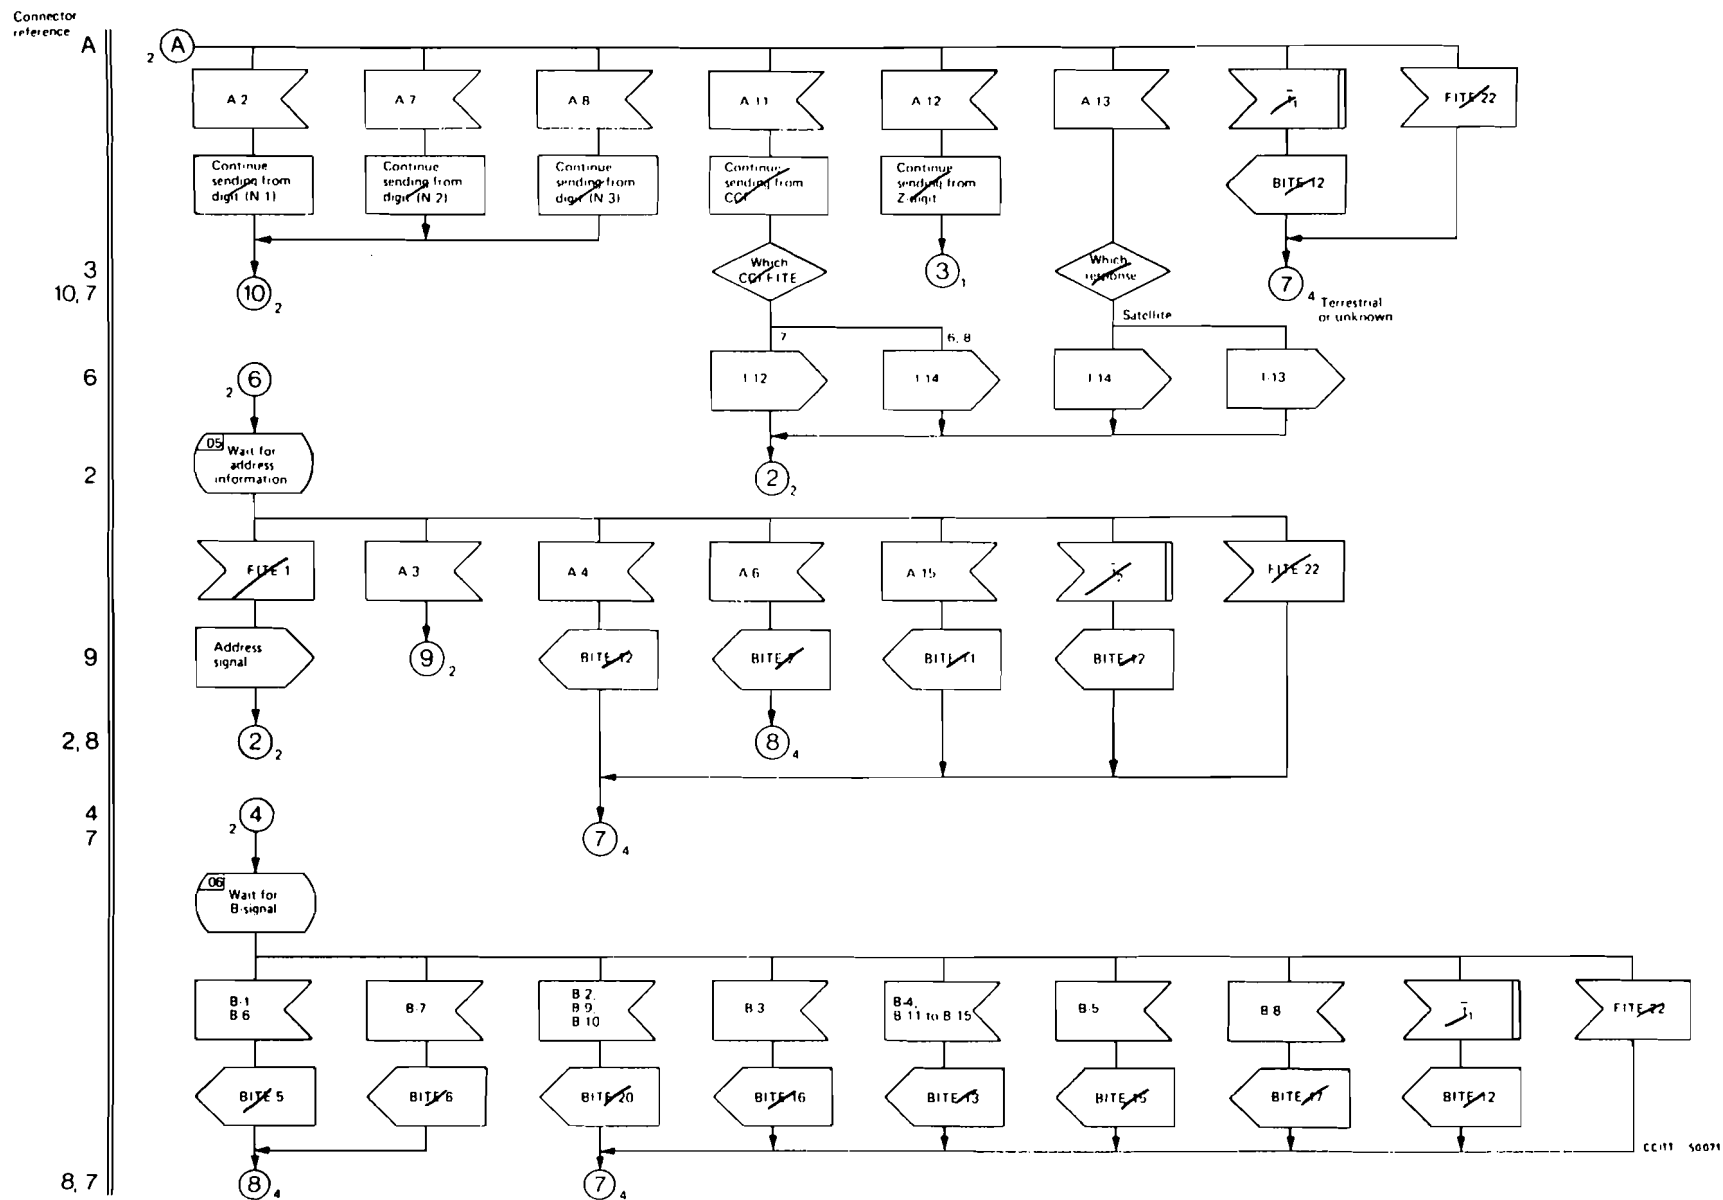 Connector
reference
A
2 A
A 2
A 7
A 8
A 11
A 12
A 13
T1
FITE 22
Continue
sending from
digit (N 1)
Continue
sending from
digit (N 2)
Continue
sending from
digit (N 3)
Continue
sending from
CCI
Continue
sending from
Z-digit
BITE 12
3
10, 7
10 2
Which
CCI FITE
3 1
Which
response
7 4
Terrestrial
or unknown
7
6, 8
Satellite
6
2 6
I-12
I-14
I-14
I-13
05
Wait for
address
information
2
2 2
FITE 1
A 3
A 4
A 6
A 15
FITE 22
9
Address
signal
9 2
BITE 12
BITE 7
BITE 11
BITE 12
2, 8
2 2
8 4
4
7
2 4
7 4
06
Wait for
B-signal
B-1
B 6
B-7
B 2,
B 9,
B 10
B 3
B-4,
B 11 to B 15
B-5
B 8
T1
FITE 22
BITE 5
BITE 6
BITE 20
BITE 16
BITE 13
BITE 15
BITE 17
BITE 12
CCITT 50071
8, 7
8 4
7 4